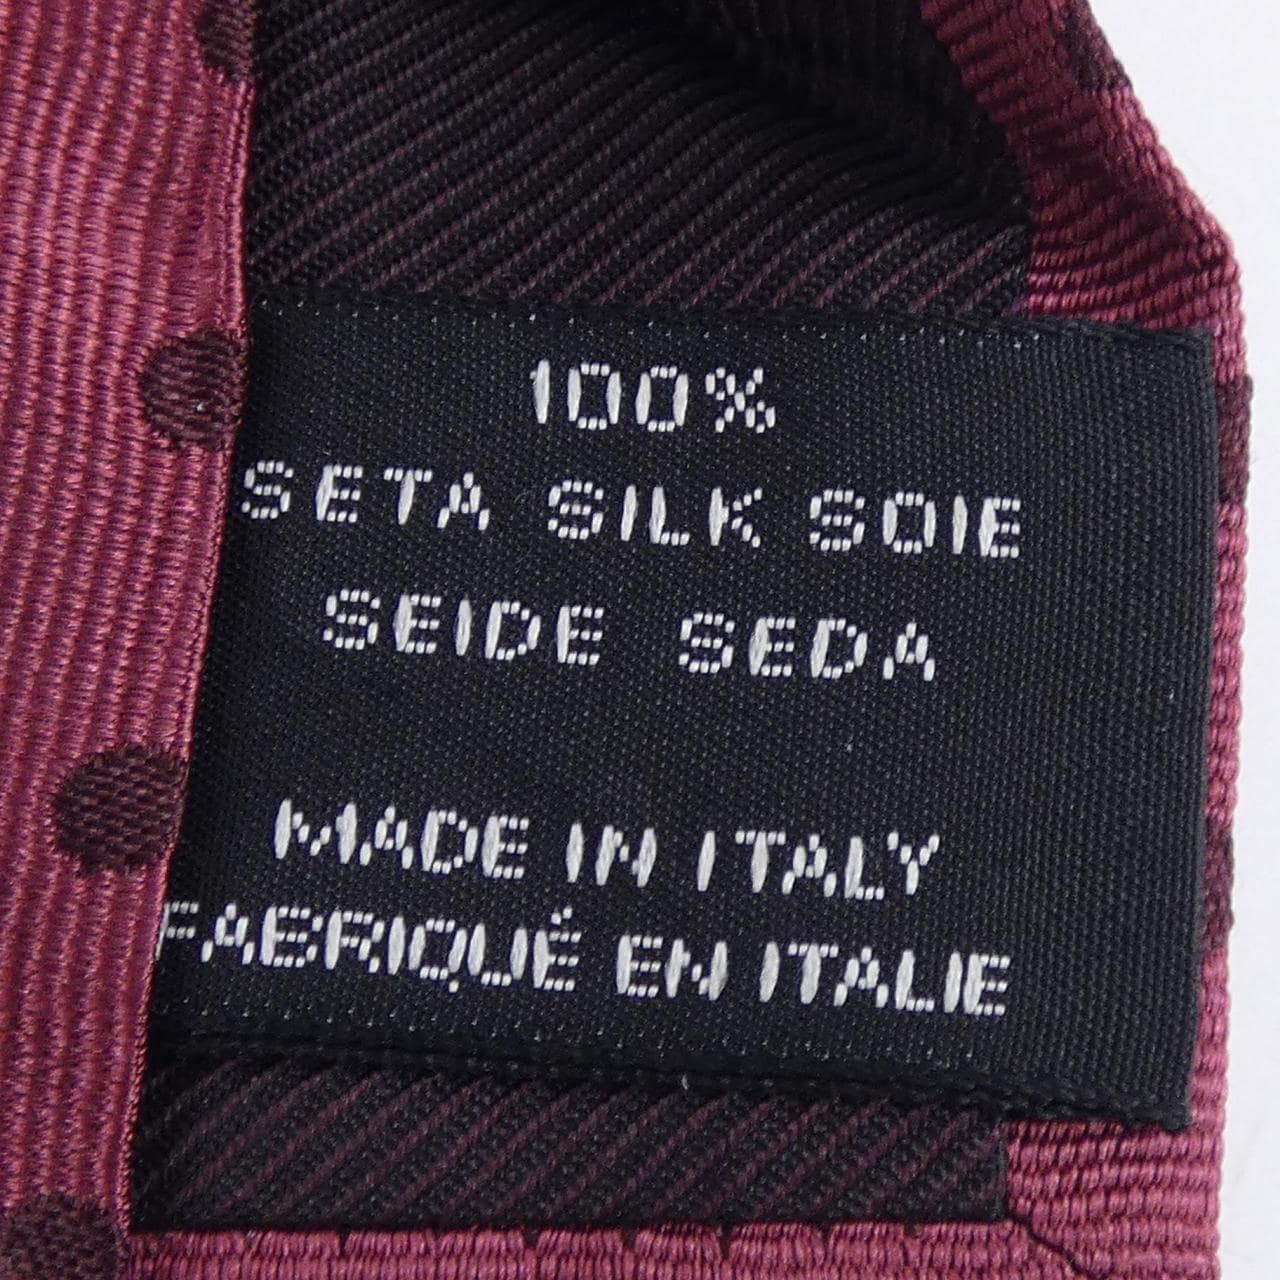 100%
SETA SILK SOIE
SEIDE SEDA
MADE IN ITALY
FABRIQUÉ EN ITALIE